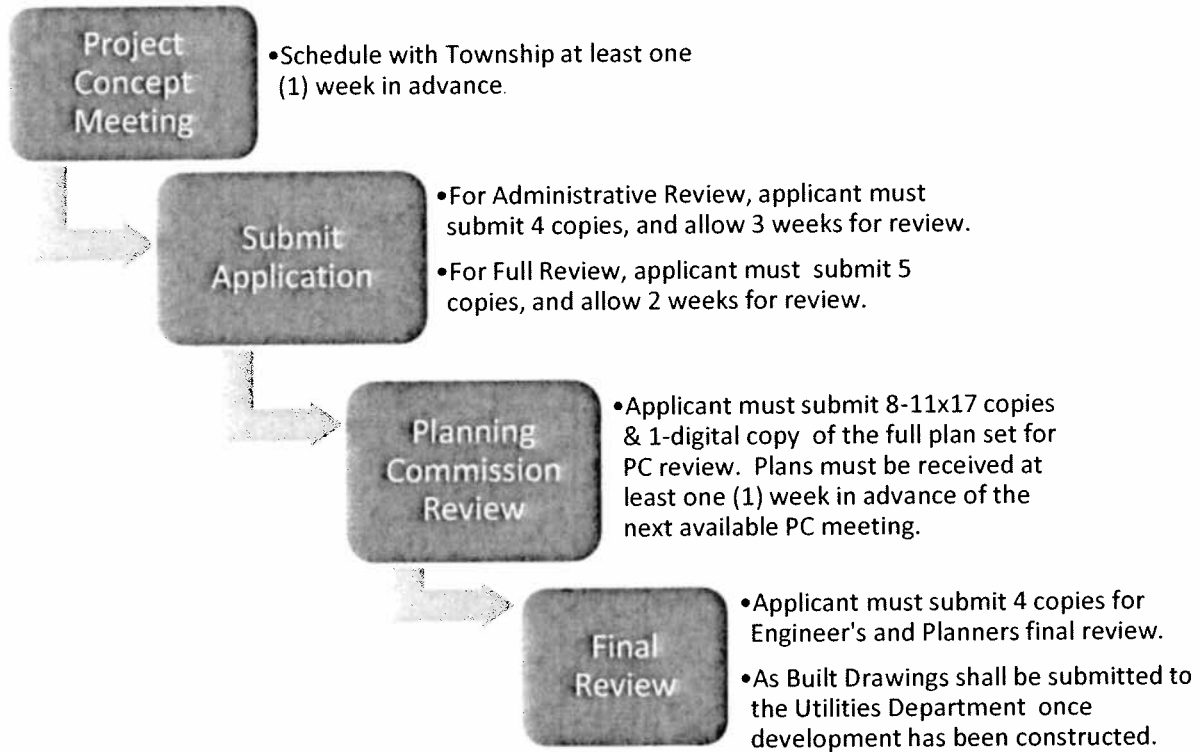 Project
Concept
Meeting
•Schedule with Township at least one
(1) week in advance.
Submit
Application
•For Administrative Review, applicant must
submit 4 copies, and allow 3 weeks for review.
•For Full Review, applicant must submit 5
copies, and allow 2 weeks for review.
Planning
Commission
Review
•Applicant must submit 8-11x17 copies
& 1-digital copy of the full plan set for
PC review. Plans must be received at
least one (1) week in advance of the
next available PC meeting.
Final
Review
•Applicant must submit 4 copies for
Engineer's and Planners final review.
•As Built Drawings shall be submitted to
the Utilities Department once
development has been constructed.